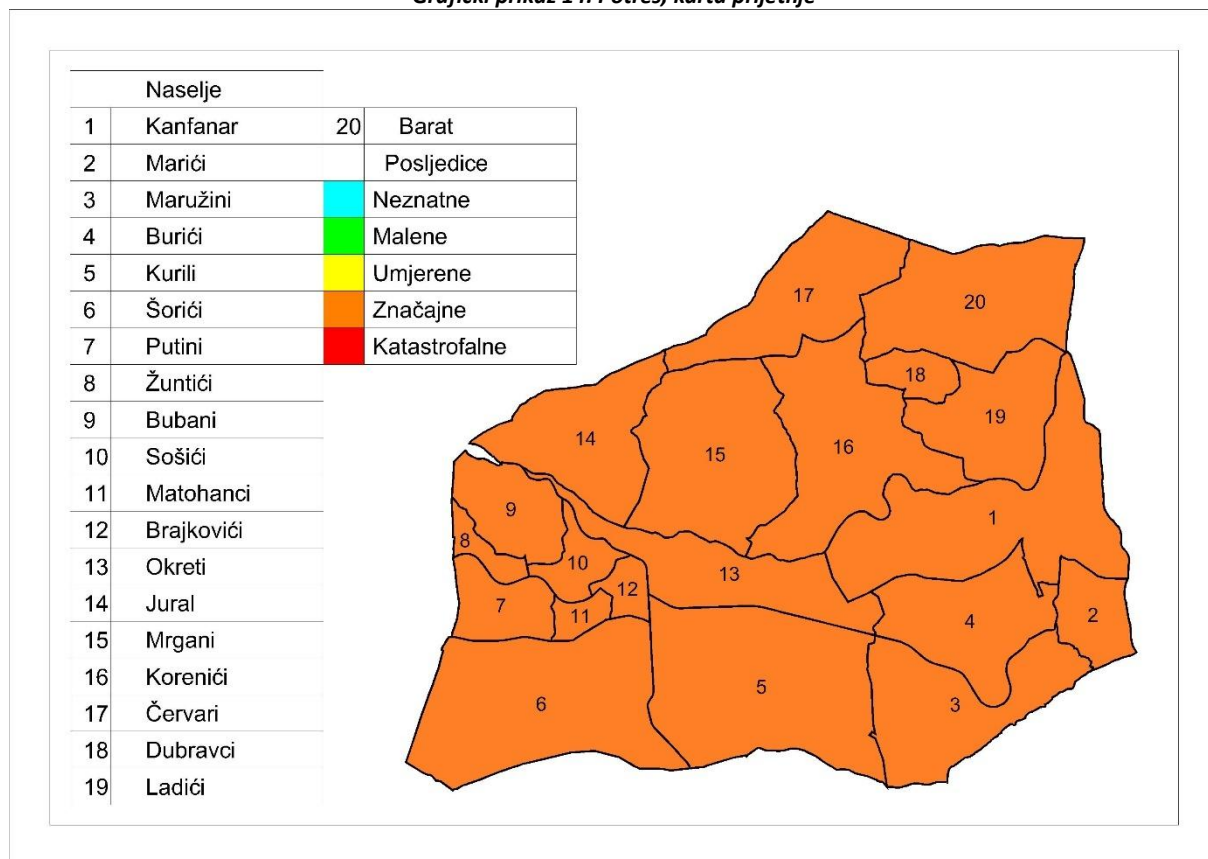 Grafički prikaz 1 h Potres, karta prijetnje
Naselje
1 Kanfanar 20 Barat
2 Marići Posljedice
3 Maružini Neznatne
4 Burići Malene
5 Kurili Umjerene
6 Šorići Značajne
7 Putini Katastrofalne
8 Žuntići
9 Bubani
10 Sošići
11 Matohanci
12 Brajkovići
13 Okreti
14 Jural
15 Mrgani
16 Korenići
17 Červari
18 Dubravci
19 Ladići
17
20
18
19
14
15
16
9
1
8
10
13
12
7
11
4
2
5
6
3